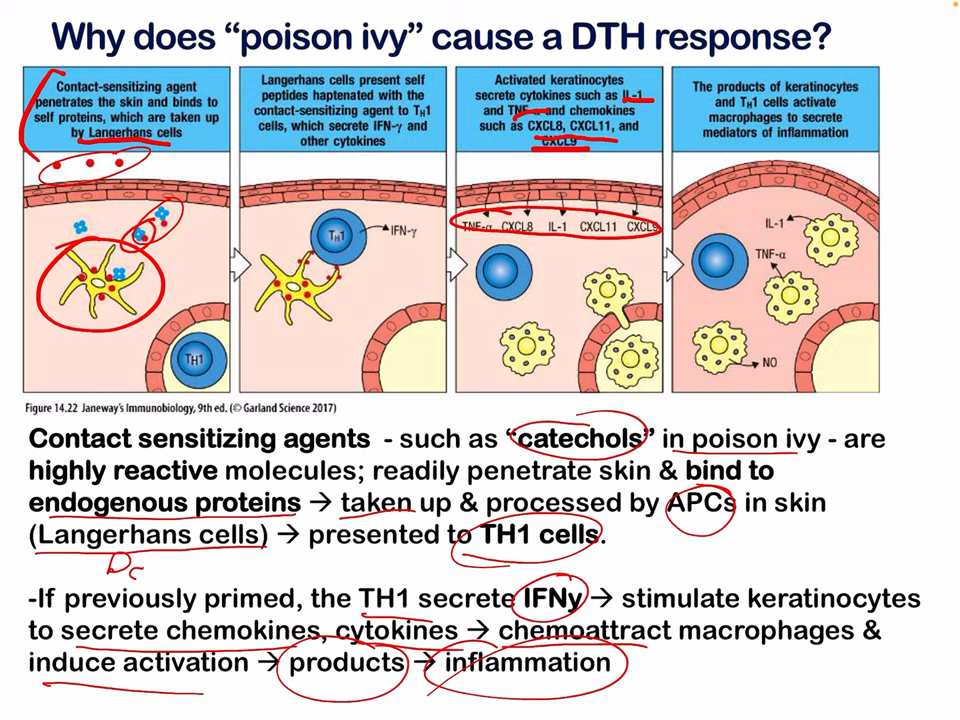 Why does “poison ivy” cause a DTH response?
Contact-sensitizing agent
penetrates the skin and binds to
self proteins, which are taken up
by Langerhans cells
Langerhans cells present self
peptides haptenated with the
contact-sensitizing agent to TH1
cells, which secrete IFN-γ and
other cytokines
Activated keratinocytes
secrete cytokines such as IL-1
and TNF-α and chemokines
such as CXCL8, CXCL11, and
CXCL9
The products of keratinocytes
and TH1 cells activate
macrophages to secrete
mediators of inflammation
TH1
TH1
IFN-γ
TNF-α CXCL8 IL-1 CXCL11 CXCL9
IL-1
TNF-α
NO
Figure 14.22 Janeway's Immunobiology, 9th ed. (© Garland Science 2017)
Contact sensitizing agents - such as “catechols” in poison ivy - are
highly reactive molecules; readily penetrate skin & bind to
endogenous proteins → taken up & processed by APCs in skin
(Langerhans cells) → presented to TH1 cells.
DC
-If previously primed, the TH1 secrete IFNy → stimulate keratinocytes
to secrete chemokines, cytokines → chemoattract macrophages &
induce activation → products → inflammation